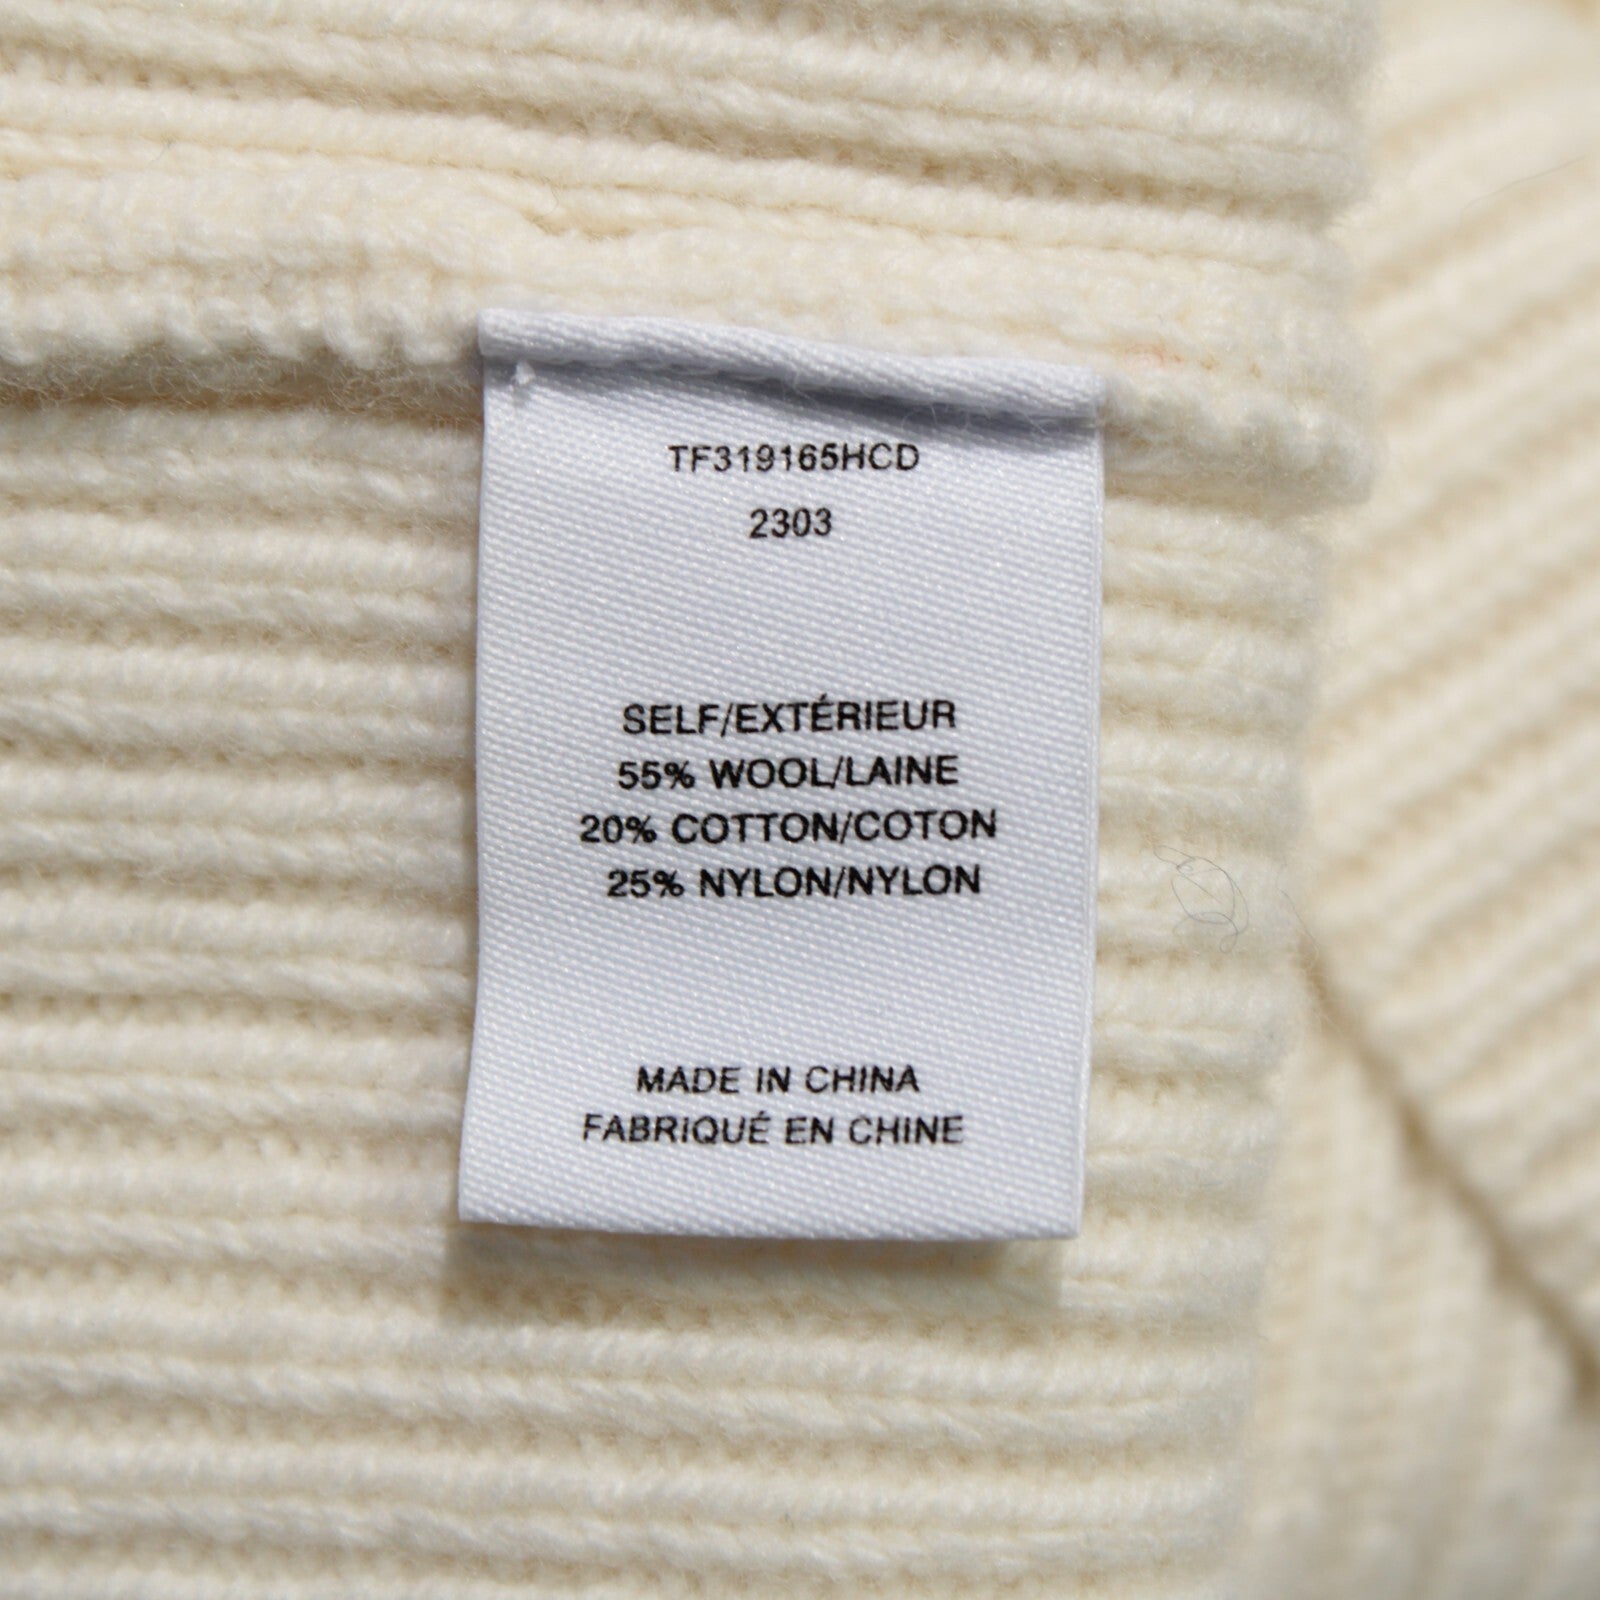 TF319165HCD
2303
SELF/EXTÉRIEUR
55% WOOL/LAINE
20% COTTON/COTON
25% NYLON/NYLON
MADE IN CHINA
FABRIQUÉ EN CHINE